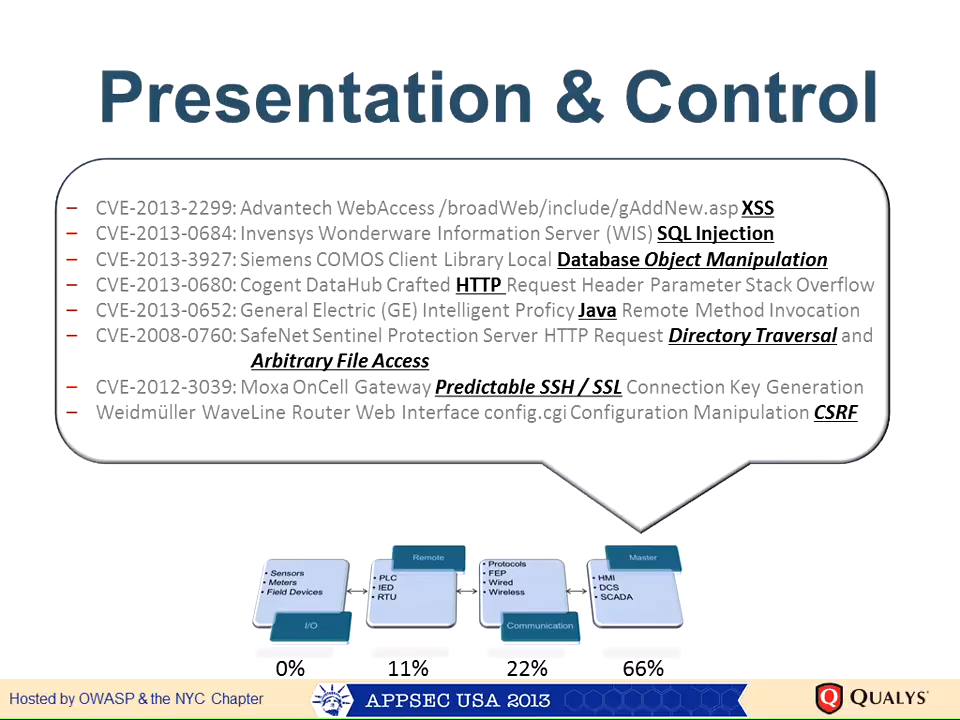 Presentation & Control
– CVE-2013-2299: Advantech WebAccess /broadWeb/include/gAddNew.asp XSS
– CVE-2013-0684: Invensys Wonderware Information Server (WIS) SQL Injection
– CVE-2013-3927: Siemens COMOS Client Library Local Database Object Manipulation
– CVE-2013-0680: Cogent DataHub Crafted HTTP Request Header Parameter Stack Overflow
– CVE-2013-0652: General Electric (GE) Intelligent Proficy Java Remote Method Invocation
– CVE-2008-0760: SafeNet Sentinel Protection Server HTTP Request Directory Traversal and
Arbitrary File Access
– CVE-2012-3039: Moxa OnCell Gateway Predictable SSH / SSL Connection Key Generation
– Weidmüller WaveLine Router Web Interface config.cgi Configuration Manipulation CSRF
• Sensors
• Meters
• Field Devices
I/O
Remote
• PLC
• IED
• RTU
• Protocols
• FEP
• Wired
• Wireless
Communication
Master
• HMI
• DCS
• SCADA
0% 11% 22% 66%
Hosted by OWASP & the NYC Chapter
APPSEC USA 2013
QUALYS